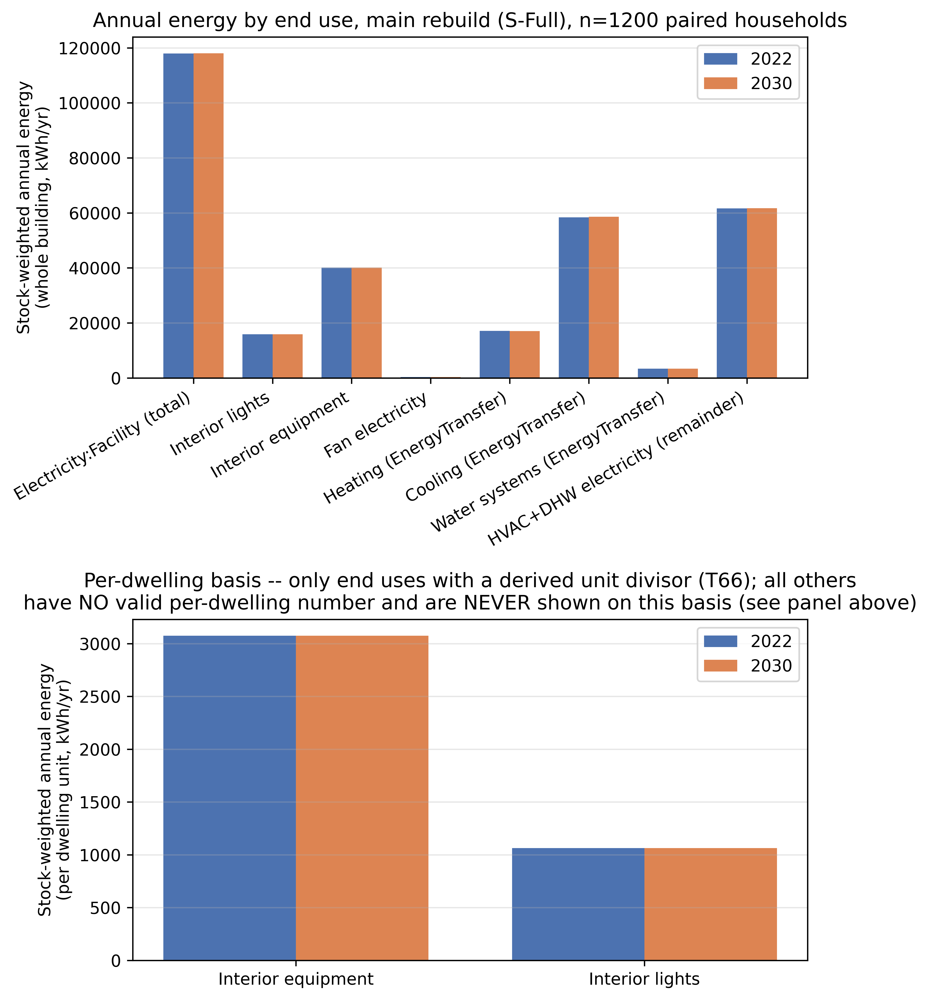 Annual energy by end use, main rebuild (S-Full), n=1200 paired households
Stock-weighted annual energy
(whole building, kWh/yr)
120000
100000
80000
60000
40000
20000
0
2022
2030
Electricity:Facility (total)
Interior lights
Interior equipment
Fan electricity
Heating (EnergyTransfer)
Cooling (EnergyTransfer)
Water systems (EnergyTransfer)
HVAC+DHW electricity (remainder)
Per-dwelling basis -- only end uses with a derived unit divisor (T66); all others
have NO valid per-dwelling number and are NEVER shown on this basis (see panel above)
Stock-weighted annual energy
(per dwelling unit, kWh/yr)
3000
2500
2000
1500
1000
500
0
2022
2030
Interior equipment
Interior lights